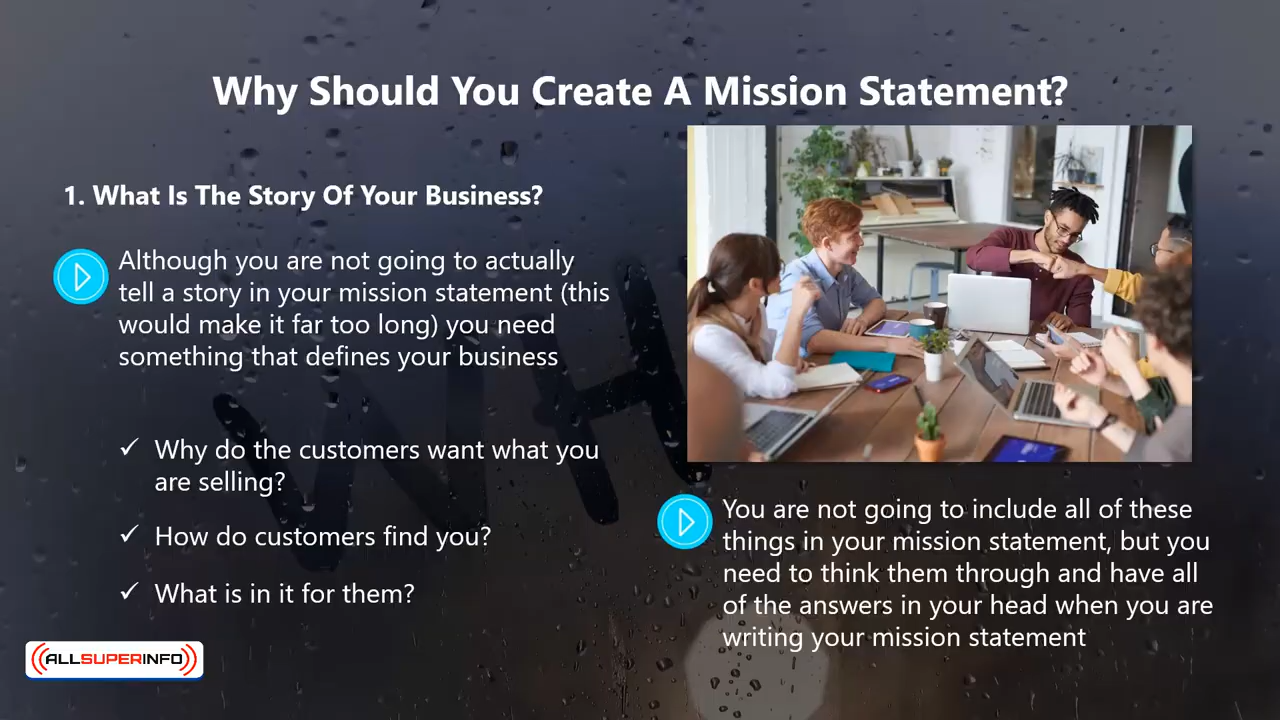 Why Should You Create A Mission Statement?
1. What Is The Story Of Your Business?
Although you are not going to actually
tell a story in your mission statement (this
would make it far too long) you need
something that defines your business
✓ Why do the customers want what you
are selling?
✓ How do customers find you?
✓ What is in it for them?
You are not going to include all of these
things in your mission statement, but you
need to think them through and have all
of the answers in your head when you are
writing your mission statement
ALLSUPERINFO
WH